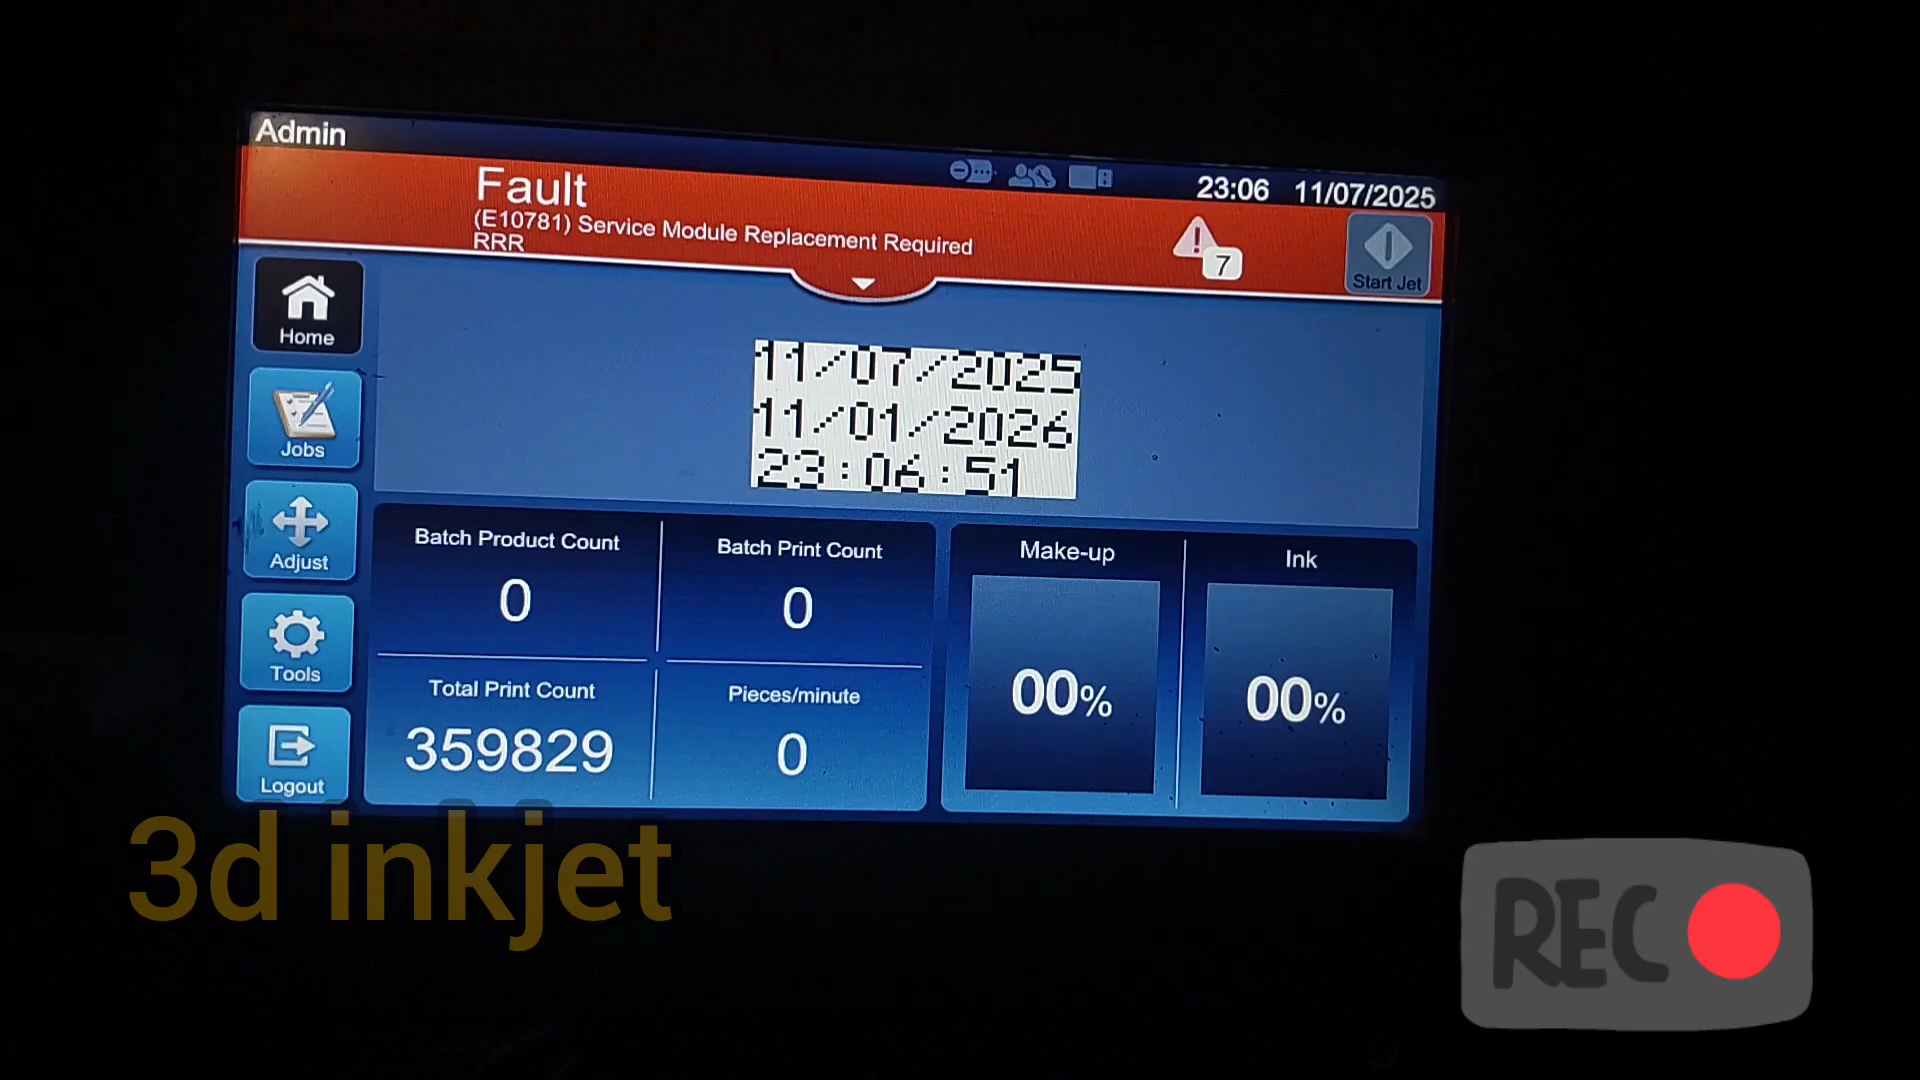 Admin
23:06 11/07/2025
Fault
(E10781) Service Module Replacement Required
RRR
7
Start Jet
Home
11/07/2025
11/01/2026
23:06:51
Jobs
Adjust
Tools
Logout
Batch Product Count
0
Batch Print Count
0
Total Print Count
359829
Pieces/minute
0
Make-up
00%
Ink
00%
3d inkjet
REC